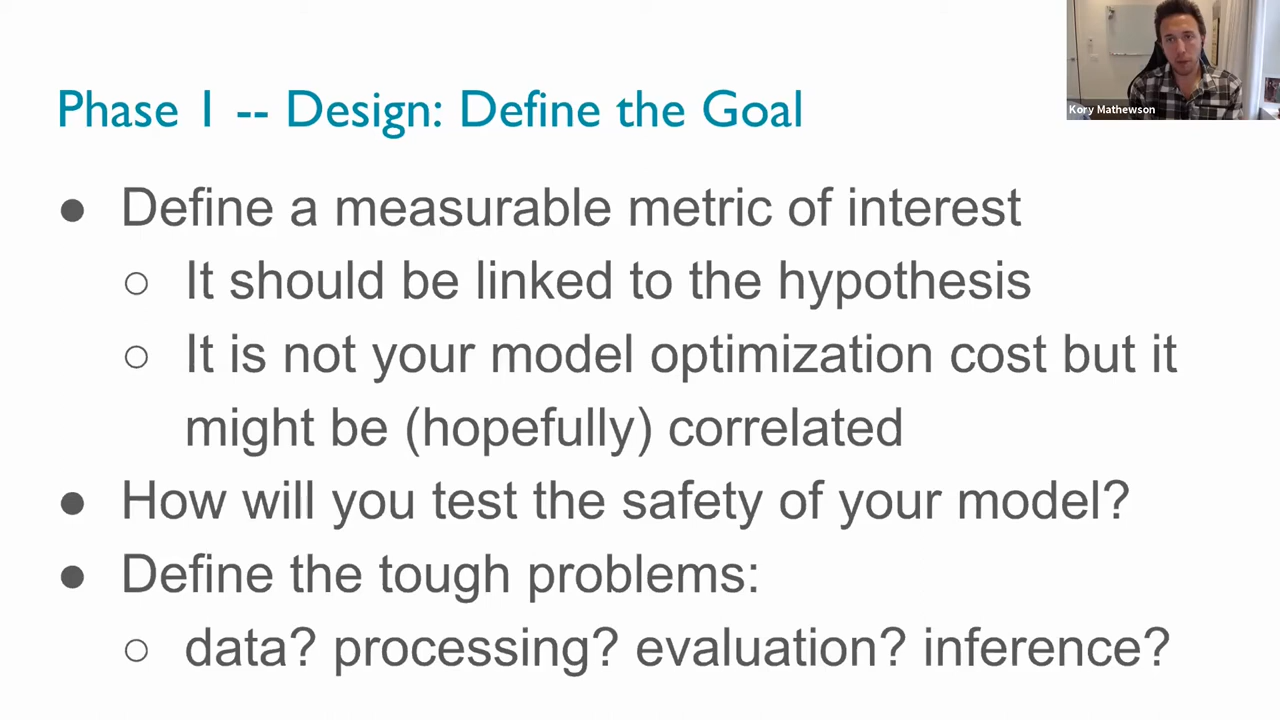 Kory Mathewson
Phase 1 -- Design: Define the Goal
● Define a measurable metric of interest
○ It should be linked to the hypothesis
○ It is not your model optimization cost but it
might be (hopefully) correlated
● How will you test the safety of your model?
● Define the tough problems:
○ data? processing? evaluation? inference?